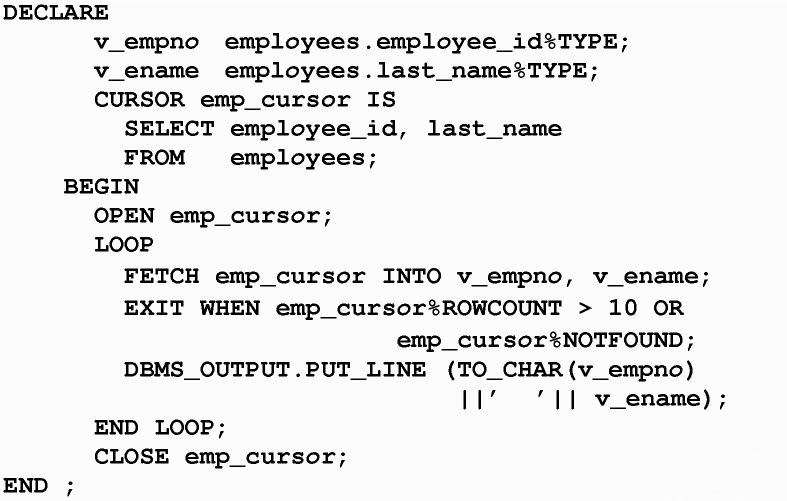 DECLARE
v_empno employees.employee_id%TYPE;
v_ename employees.last_name%TYPE;
CURSOR emp_cursor IS
SELECT employee_id, last_name
FROM employees;
BEGIN
OPEN emp_cursor;
LOOP
FETCH emp_cursor INTO v_empno, v_ename;
EXIT WHEN emp_cursor%ROWCOUNT > 10 OR
emp_cursor%NOTFOUND;
DBMS_OUTPUT.PUT_LINE (TO_CHAR(v_empno)
||’ ’|| v_ename);
END LOOP;
CLOSE emp_cursor;
END ;